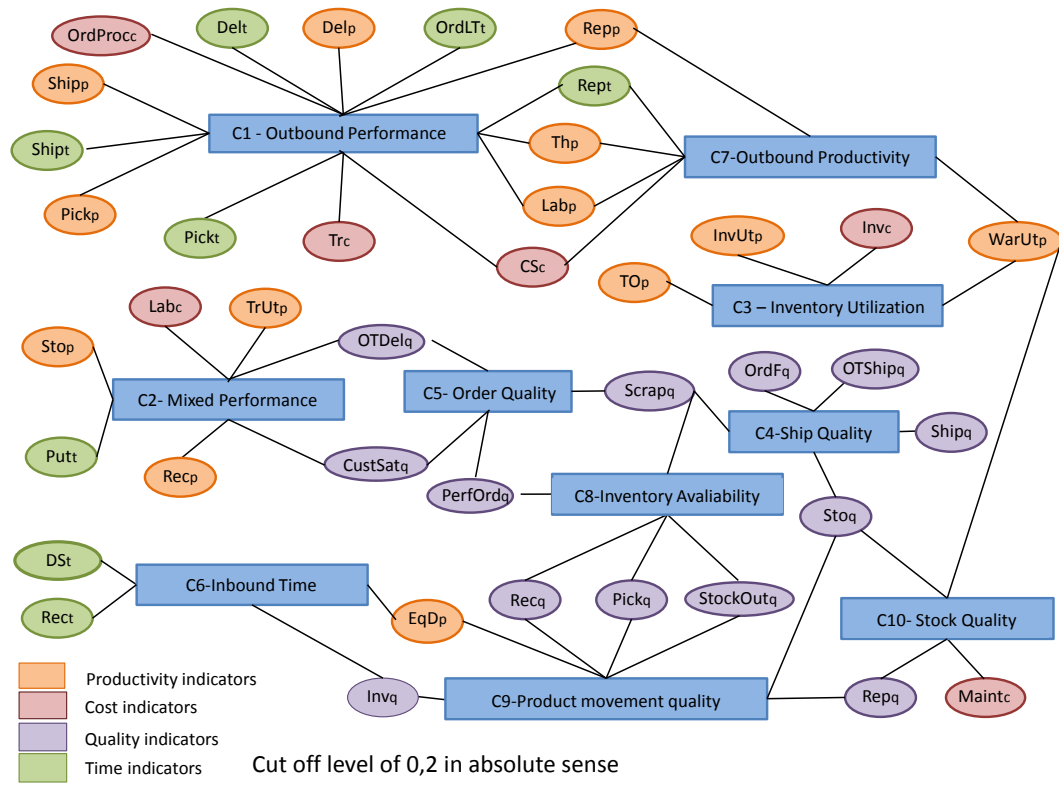 OrdProcc
Delt
Delp
OrdLTt
Repp
Shipp
Rept
C1 - Outbound Performance
Shipt
Thp
C7-Outbound Productivity
Pickp
Labp
Pickt
Trc
CSc
InvUtp
Invc
WarUtp
TOp
C3 – Inventory Utilization
Labc
TrUtp
Stop
OTDelq
OrdFq
OTShipq
C2- Mixed Performance
C5- Order Quality
Scrapq
C4-Ship Quality
Shipq
Putt
Recp
CustSatq
PerfOrdq
C8-Inventory Avaliability
Stoq
DSt
C6-Inbound Time
Rect
EqDp
Recq
Pickq
StockOutq
C10- Stock Quality
Invq
C9-Product movement quality
Repq
Maintc
Productivity indicators
Cost indicators
Quality indicators
Time indicators
Cut off level of 0,2 in absolute sense